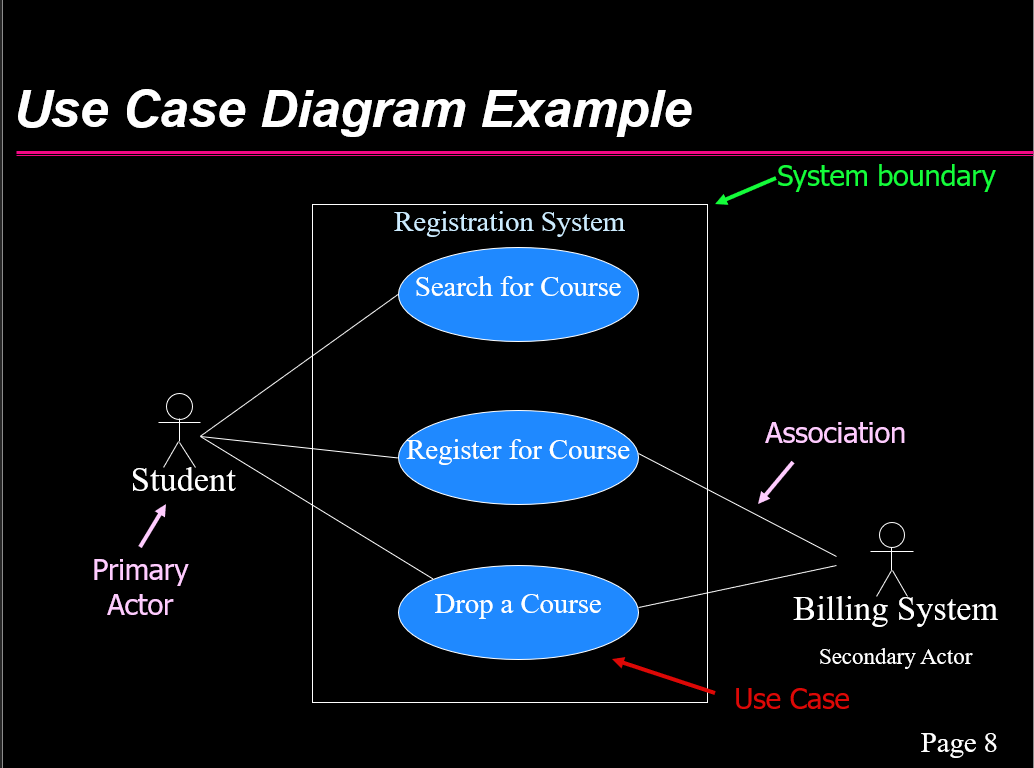 Use Case Diagram Example
System boundary
Registration System
Search for Course
Register for Course
Association
Student
Primary
Actor
Drop a Course
Billing System
Secondary Actor
Use Case
Page 8